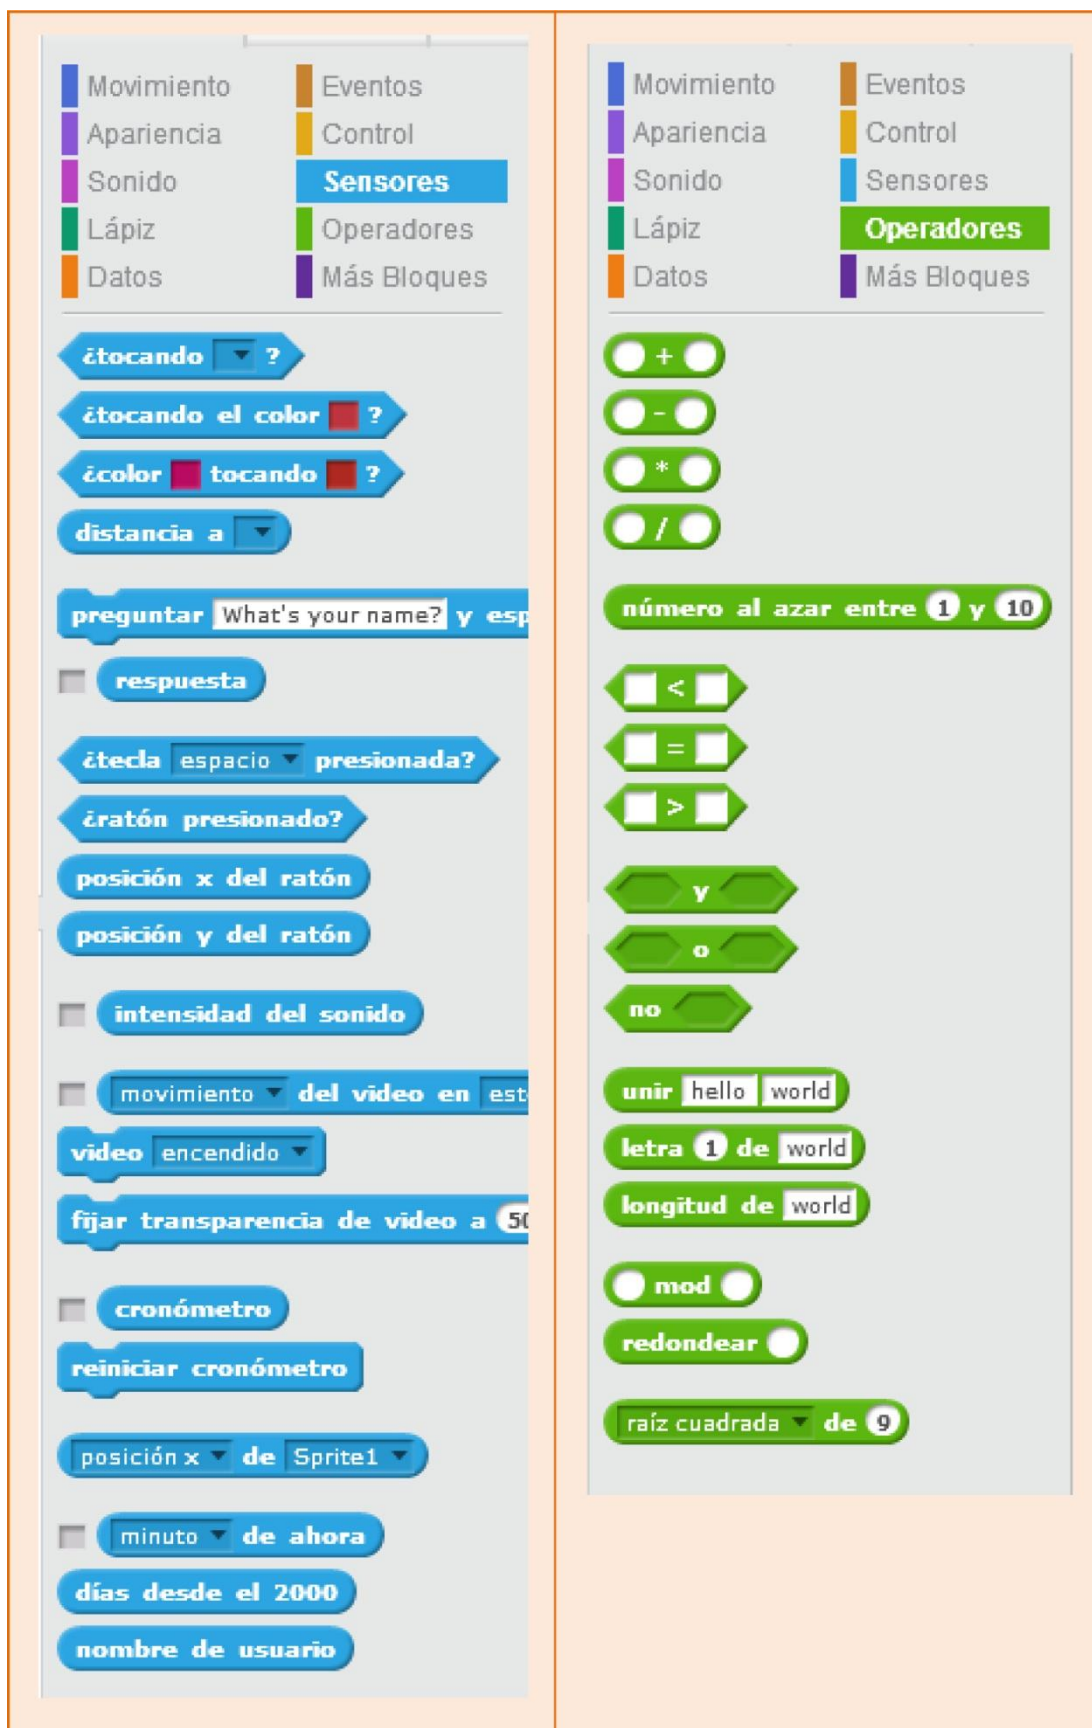 Movimiento Eventos
Apariencia Control
Sonido Sensores
Lápiz Operadores
Datos Más Bloques
¿tocando ?
¿tocando el color ?
¿color tocando ?
distancia a
preguntar What's your name? y esp
respuesta
¿tecla espacio presionada?
¿ratón presionado?
posición x del ratón
posición y del ratón
intensidad del sonido
movimiento del video en est
video encendido
fijar transparencia de video a 50
cronómetro
reiniciar cronómetro
posición x de Sprite1
minuto de ahora
días desde el 2000
nombre de usuario
Movimiento Eventos
Apariencia Control
Sonido Sensores
Lápiz Operadores
Datos Más Bloques
+
-
*
/
número al azar entre 1 y 10
<
=
>
y
o
no
unir hello world
letra 1 de world
longitud de world
mod
redondear
raíz cuadrada de 9